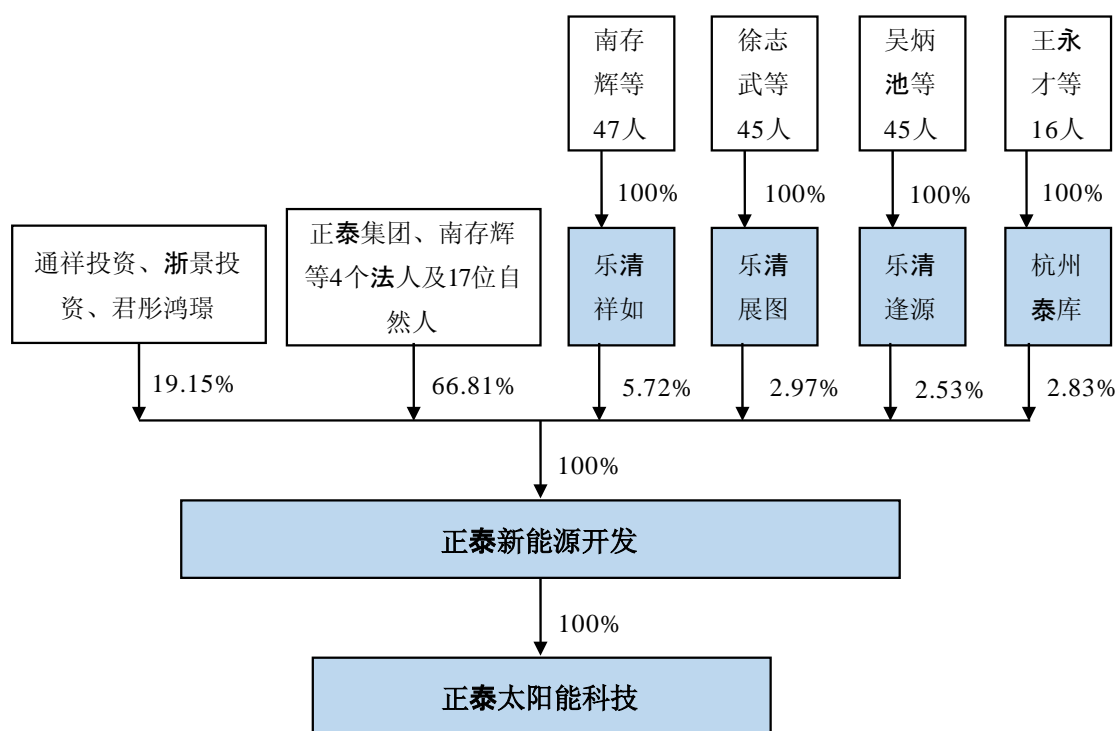 南存
辉等
47人
徐志
武等
45人
吴炳
池等
45人
王永
才等
16人
100%
100%
100%
100%
通祥投资、浙景投
资、君彤鸿璟
正泰集团、南存辉
等4个法人及17位自
然人
乐清
祥如
乐清
展图
乐清
逢源
杭州
泰库
19.15%
66.81%
5.72%
2.97%
2.53%
2.83%
100%
正泰新能源开发
100%
正泰太阳能科技